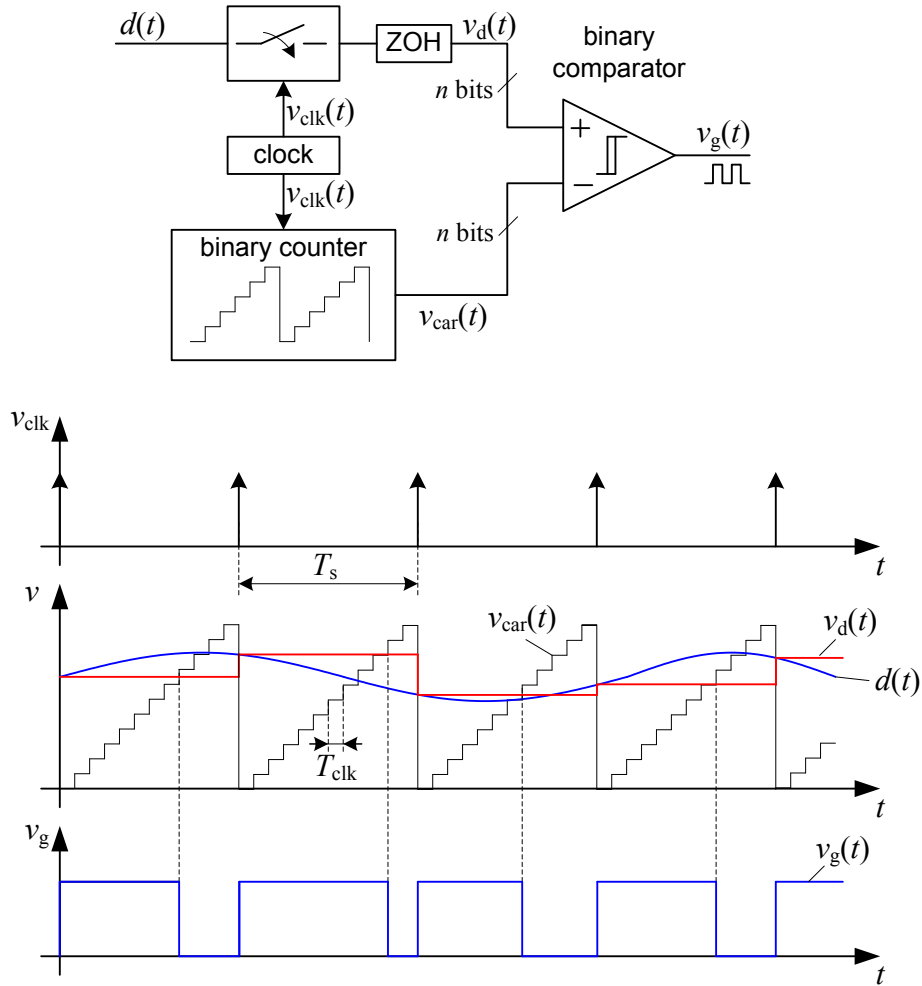 d(t)
ZOH
v_d(t)
binary
comparator
n bits
v_clk(t)
clock
v_clk(t)
+
−
v_g(t)
binary counter
n bits
v_car(t)
v_clk
T_s
t
v
v_car(t)
v_d(t)
d(t)
T_clk
t
v_g
v_g(t)
t